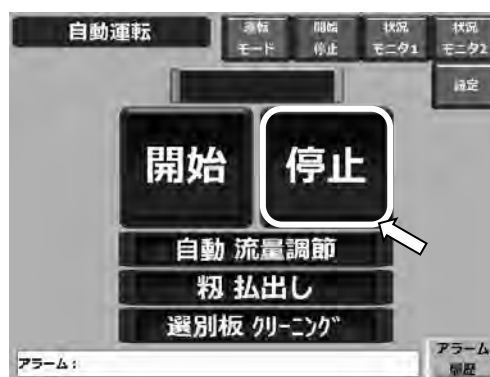 自動運転
運転 モード
開始 停止
状況 モニタ1
状況 モニタ2
設定
開始
停止
自動 流量調節
籾 払出し
選別板 ｸﾘｰﾆﾝｸﾞ
アラーム:
アラーム 履歴